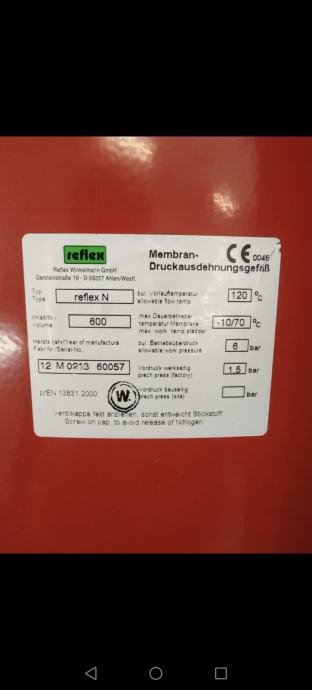 reflex
Reflex Winkelmann GmbH
Gersteinstraße 19 - D-59227 Ahlen/Westf.
Membran-
Druckausdehnungsgefäß
CE 0045
Typ
Type
reflex N
zul. Vorlauftemperatur
allowable flow temp.
120 °C
Inhalt/ltr./
Volume
600
max Dauerbetriebs-
temperatur Membrane
max. work temp bladder
-10/70 °C
Herstelljahr/Year of manufacture
Fabr Nr./Serial-No.
12 M 0213 60057
zul Betriebsüberdruck
allowable work pressure
6 bar
Vordruck werkseitig
prech press (factory)
1,5 bar
prEN 13831:2000
W.
Vordruck bauseitig
prech press (site)
bar
Ventilkappe fest anziehen, sonst entweicht Stickstoff
Screw on cap, to avoid release of Nitrogen